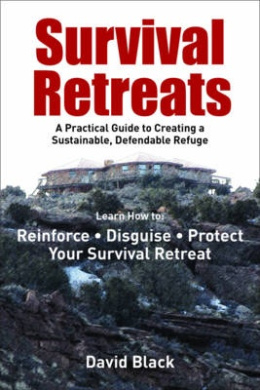 Survival
Retreats
A Practical Guide to Creating a
Sustainable, Defendable Refuge
Learn How to:
Reinforce • Disguise • Protect
Your Survival Retreat
David Black